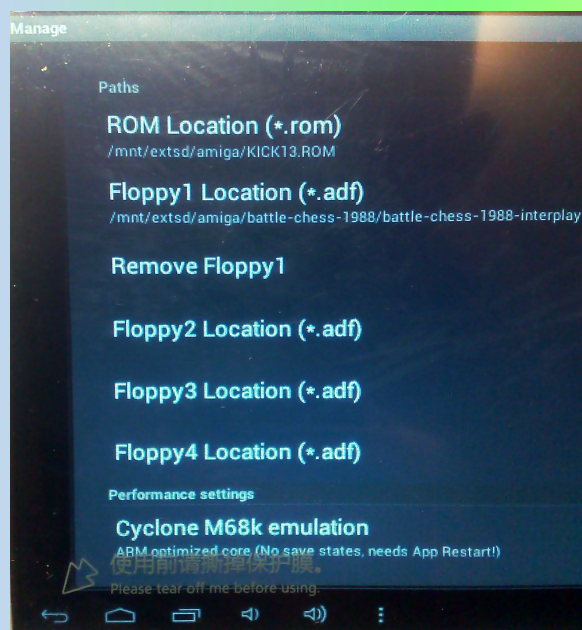 Manage
Paths
ROM Location (*.rom)
/mnt/extsd/amiga/KICK13.ROM
Floppy1 Location (*.adf)
/mnt/extsd/amiga/battle-chess-1988/battle-chess-1988-interplay
Remove Floppy1
Floppy2 Location (*.adf)
Floppy3 Location (*.adf)
Floppy4 Location (*.adf)
Performance settings
Cyclone M68k emulation
ARM optimized core (No save states, needs App Restart!)
使用前请撕掉保护膜。
Please tear off me before using.